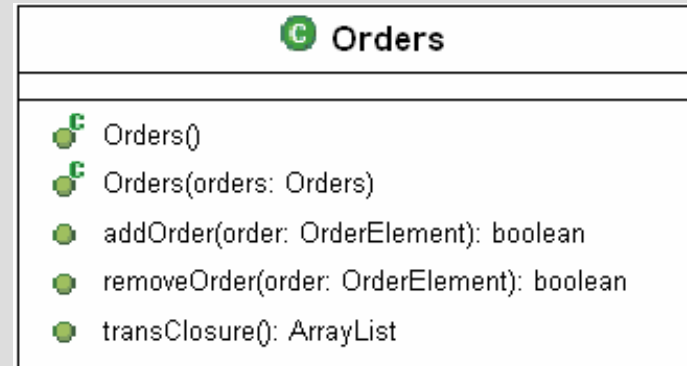 C Orders
C Orders()
C Orders(orders: Orders)
addOrder(order: OrderElement): boolean
removeOrder(order: OrderElement): boolean
transClosure(): ArrayList